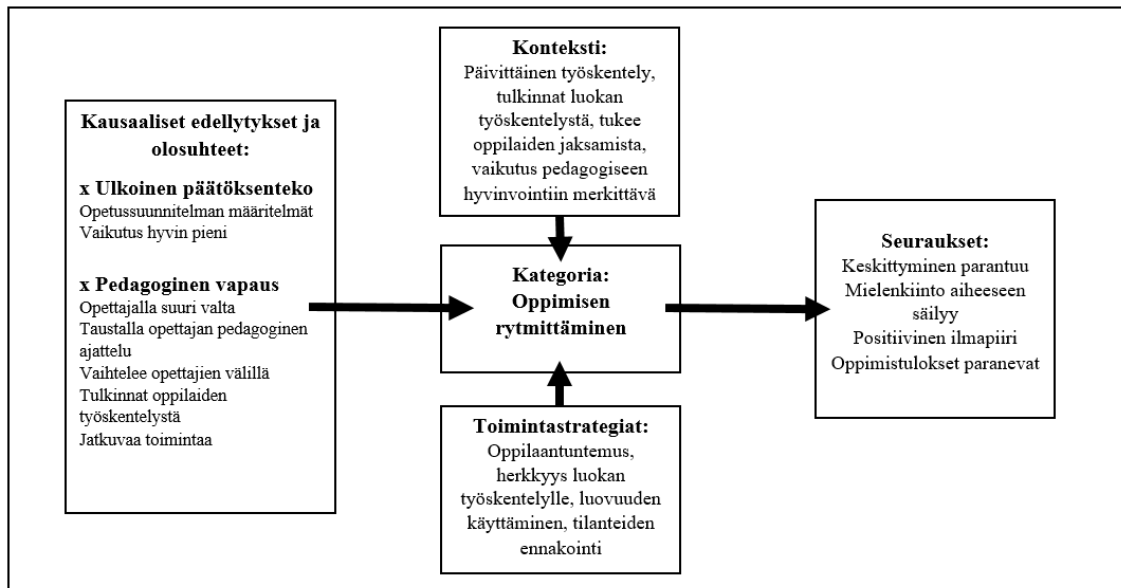 Kausaaliset edellytykset ja
olosuhteet:
x Ulkoinen päätöksenteko
Opetussuunnitelman määritelmät
Vaikutus hyvin pieni
x Pedagoginen vapaus
Opettajalla suuri valta
Taustalla opettajan pedagoginen
ajattelu
Vaihtelee opettajien välillä
Tulkinnat oppilaiden
työskentelystä
Jatkuvaa toimintaa
Konteksti:
Päivittäinen työskentely,
tulkinnat luokan
työskentelystä, tukee
oppilaiden jaksamista,
vaikutus pedagogiseen
hyvinvointiin merkittävä
Kategoria:
Oppimisen
rytmittäminen
Toimintastrategiat:
Oppilaantuntemus,
herkkyys luokan
työskentelylle, luovuuden
käyttäminen, tilanteiden
ennakointi
Seuraukset:
Keskittyminen parantuu
Mielenkiinto aiheeseen
säilyy
Positiivinen ilmapiiri
Oppimistulokset paranevat